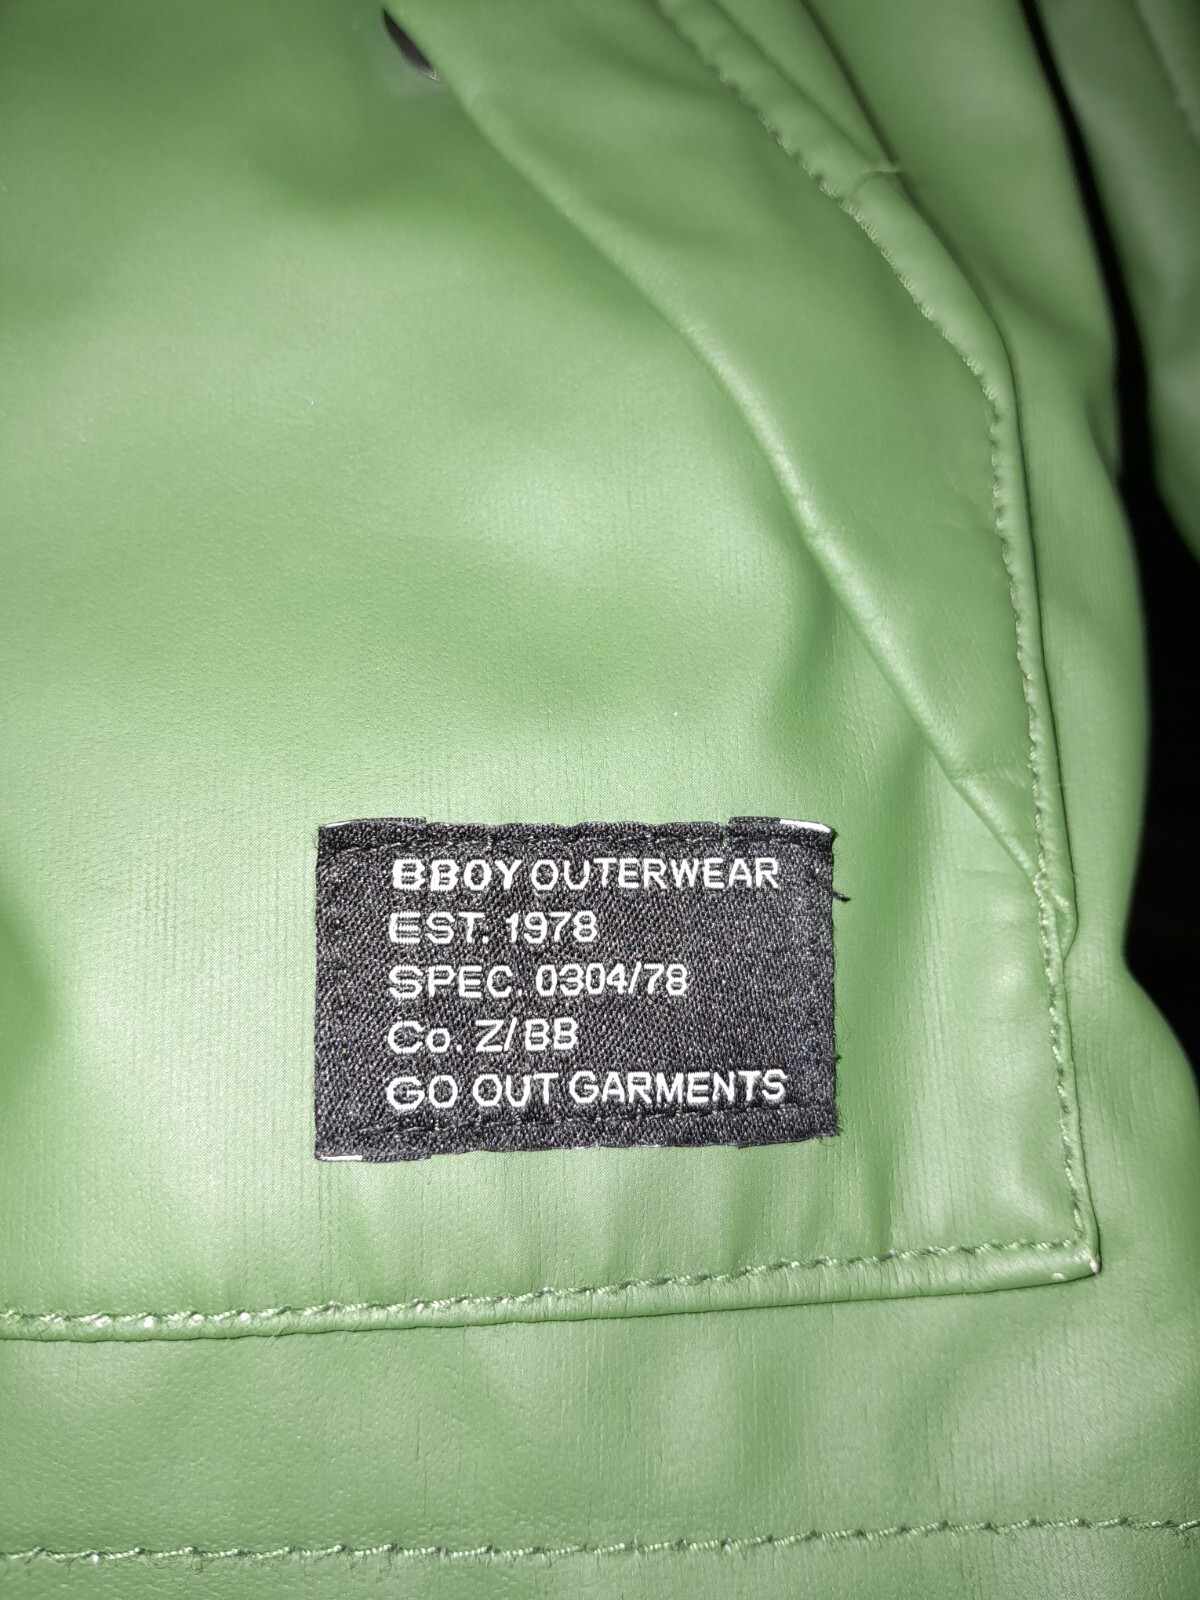 BBOY OUTERWEAR
EST. 1978
SPEC. 0304/78
Co. Z/BB
GO OUT GARMENTS